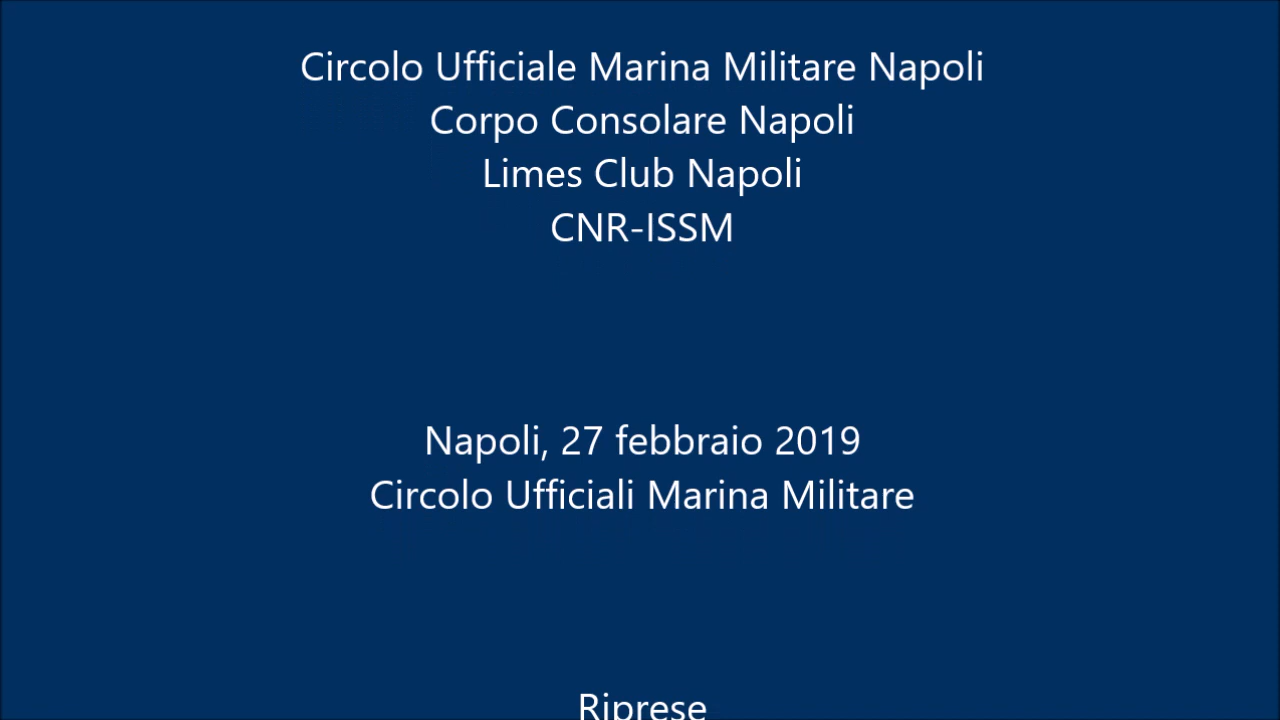 Circolo Ufficiale Marina Militare Napoli
Corpo Consolare Napoli
Limes Club Napoli
CNR-ISSM
Napoli, 27 febbraio 2019
Circolo Ufficiali Marina Militare
Riprese